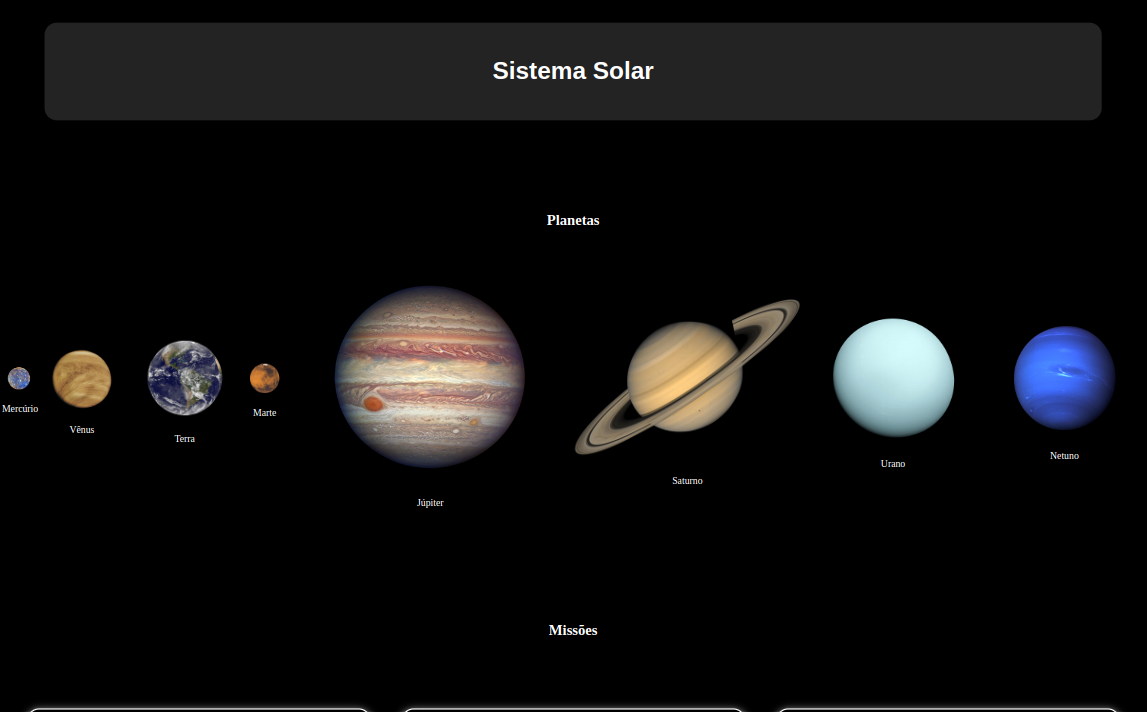 Sistema Solar
Planetas
Mercúrio
Vênus
Terra
Marte
Júpiter
Saturno
Urano
Netuno
Missões